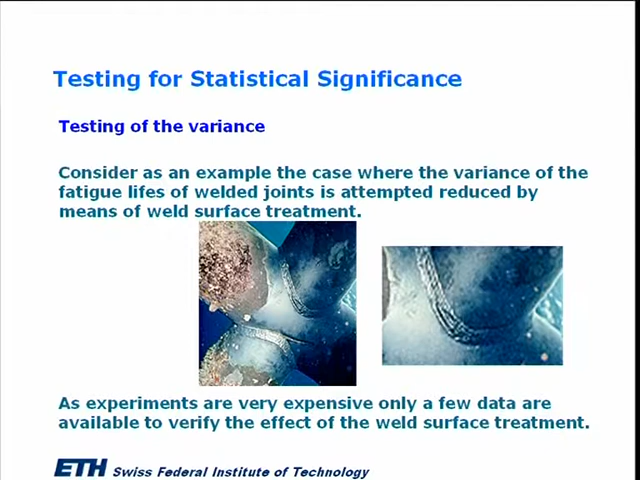 Testing for Statistical Significance
Testing of the variance
Consider as an example the case where the variance of the
fatigue lifes of welded joints is attempted reduced by
means of weld surface treatment.
As experiments are very expensive only a few data are
available to verify the effect of the weld surface treatment.
ETH Swiss Federal Institute of Technology